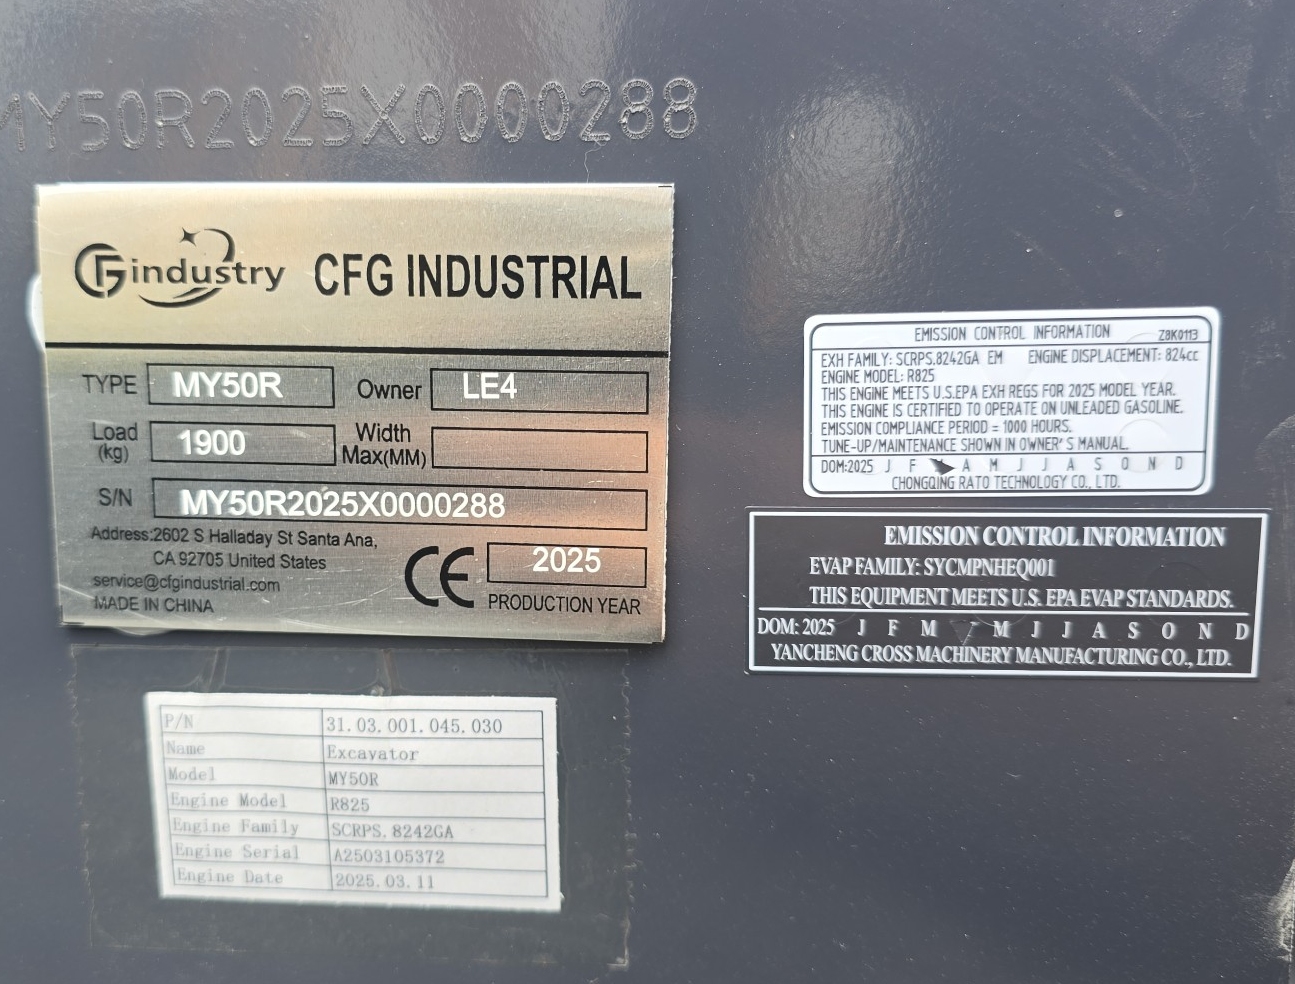 MY50R2025X0000288
CFG industry CFG INDUSTRIAL
TYPE MY50R Owner LE4
Load (kg) 1900 Width Max(MM)
S/N MY50R2025X0000288
Address:2602 S Halladay St Santa Ana,
CA 92705 United States
service@cfgindustrial.com
MADE IN CHINA
CE 2025
PRODUCTION YEAR
EMISSION CONTROL INFORMATION Z8K0113
EXH FAMILY: SCRPS.8242GA EM ENGINE DISPLACEMENT: 824cc
ENGINE MODEL: R825
THIS ENGINE MEETS U.S.EPA EXH REGS FOR 2025 MODEL YEAR.
THIS ENGINE IS CERTIFIED TO OPERATE ON UNLEADED GASOLINE.
EMISSION COMPLIANCE PERIOD = 1000 HOURS.
TUNE-UP/MAINTENANCE SHOWN IN OWNER'S MANUAL.
DOM:2025 J F A M J J A S O N D
CHONGQING RATO TECHNOLOGY CO., LTD.
EMISSION CONTROL INFORMATION
EVAP FAMILY: SYCMPNHEQ001
THIS EQUIPMENT MEETS U.S. EPA EVAP STANDARDS.
DOM: 2025 J F M M J J A S O N D
YANCHENG CROSS MACHINERY MANUFACTURING CO., LTD.
P/N 31.03.001.045.030
Name Excavator
Model MY50R
Engine Model R825
Engine Family SCRPS.8242GA
Engine Serial A2503105372
Engine Date 2025.03.11